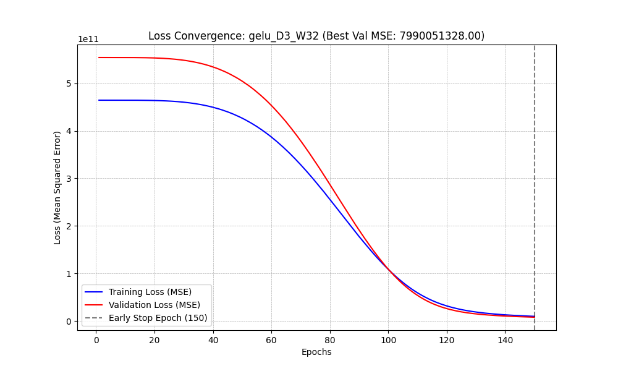 Loss Convergence: gelu_D3_W32 (Best Val MSE: 7990051328.00)
1e11
5
4
3
2
1
0
Loss (Mean Squared Error)
Training Loss (MSE)
Validation Loss (MSE)
Early Stop Epoch (150)
0 20 40 60 80 100 120 140
Epochs